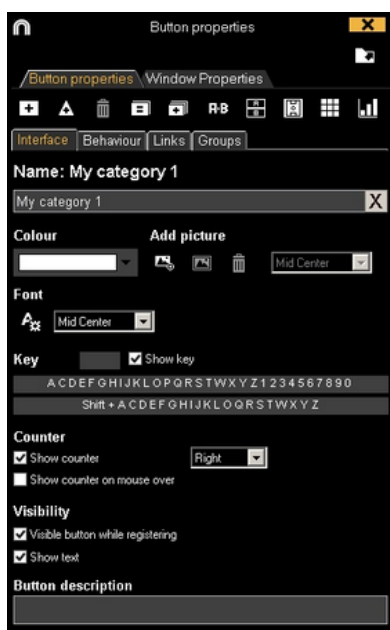 Button properties
X
Button properties Window Properties
A-B
Interface Behaviour Links Groups
Name: My category 1
My category 1 X
Colour Add picture
Mid Center
Font
Mid Center
Key Show key
A C D E F G H I J K L O P Q R S T W X Y Z 1 2 3 4 5 6 7 8 9 0
Shift + A C D E F G H I J K L O Q R S T W X Y Z
Counter
Show counter Right
Show counter on mouse over
Visibility
Visible button while registering
Show text
Button description